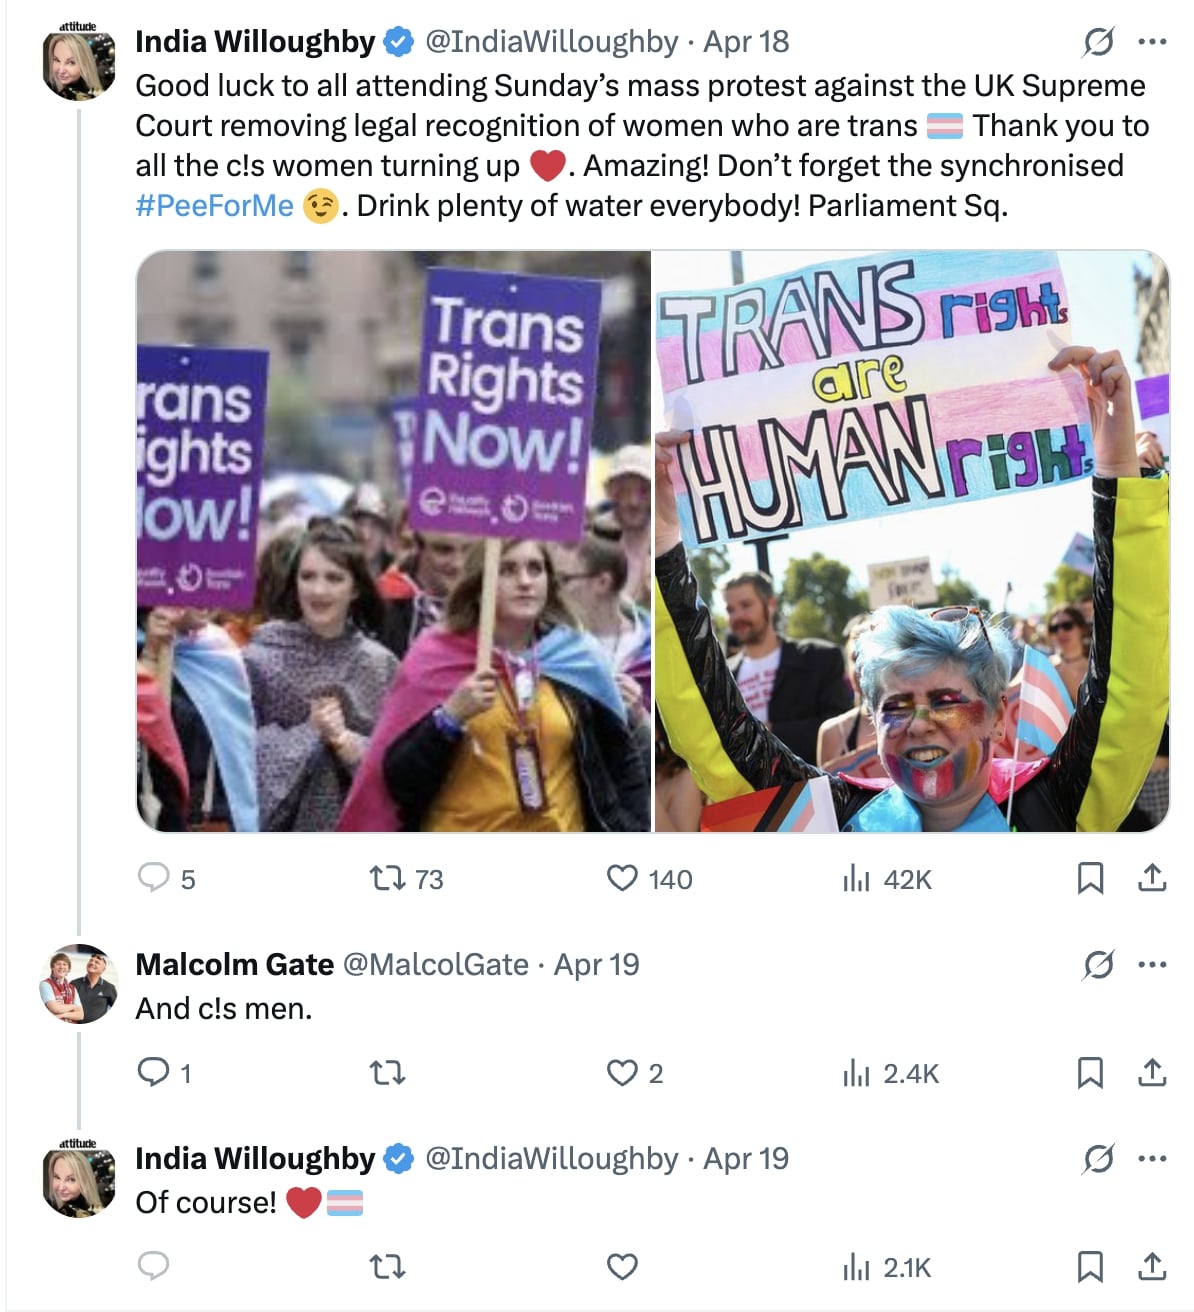 attitude
India Willoughby @IndiaWilloughby · Apr 18
Good luck to all attending Sunday’s mass protest against the UK Supreme
Court removing legal recognition of women who are trans 🏳️‍⚧️ Thank you to
all the c!s women turning up ❤️. Amazing! Don’t forget the synchronised
#PeeForMe 😉. Drink plenty of water everybody! Parliament Sq.
rans
ights
low!
Trans
Rights
Now!
TRANS rights
are
HUMAN rights
5 73 140 42K
Malcolm Gate @MalcolGate · Apr 19
And c!s men.
1 2 2.4K
attitude
India Willoughby @IndiaWilloughby · Apr 19
Of course! ❤️🏳️‍⚧️
2.1K